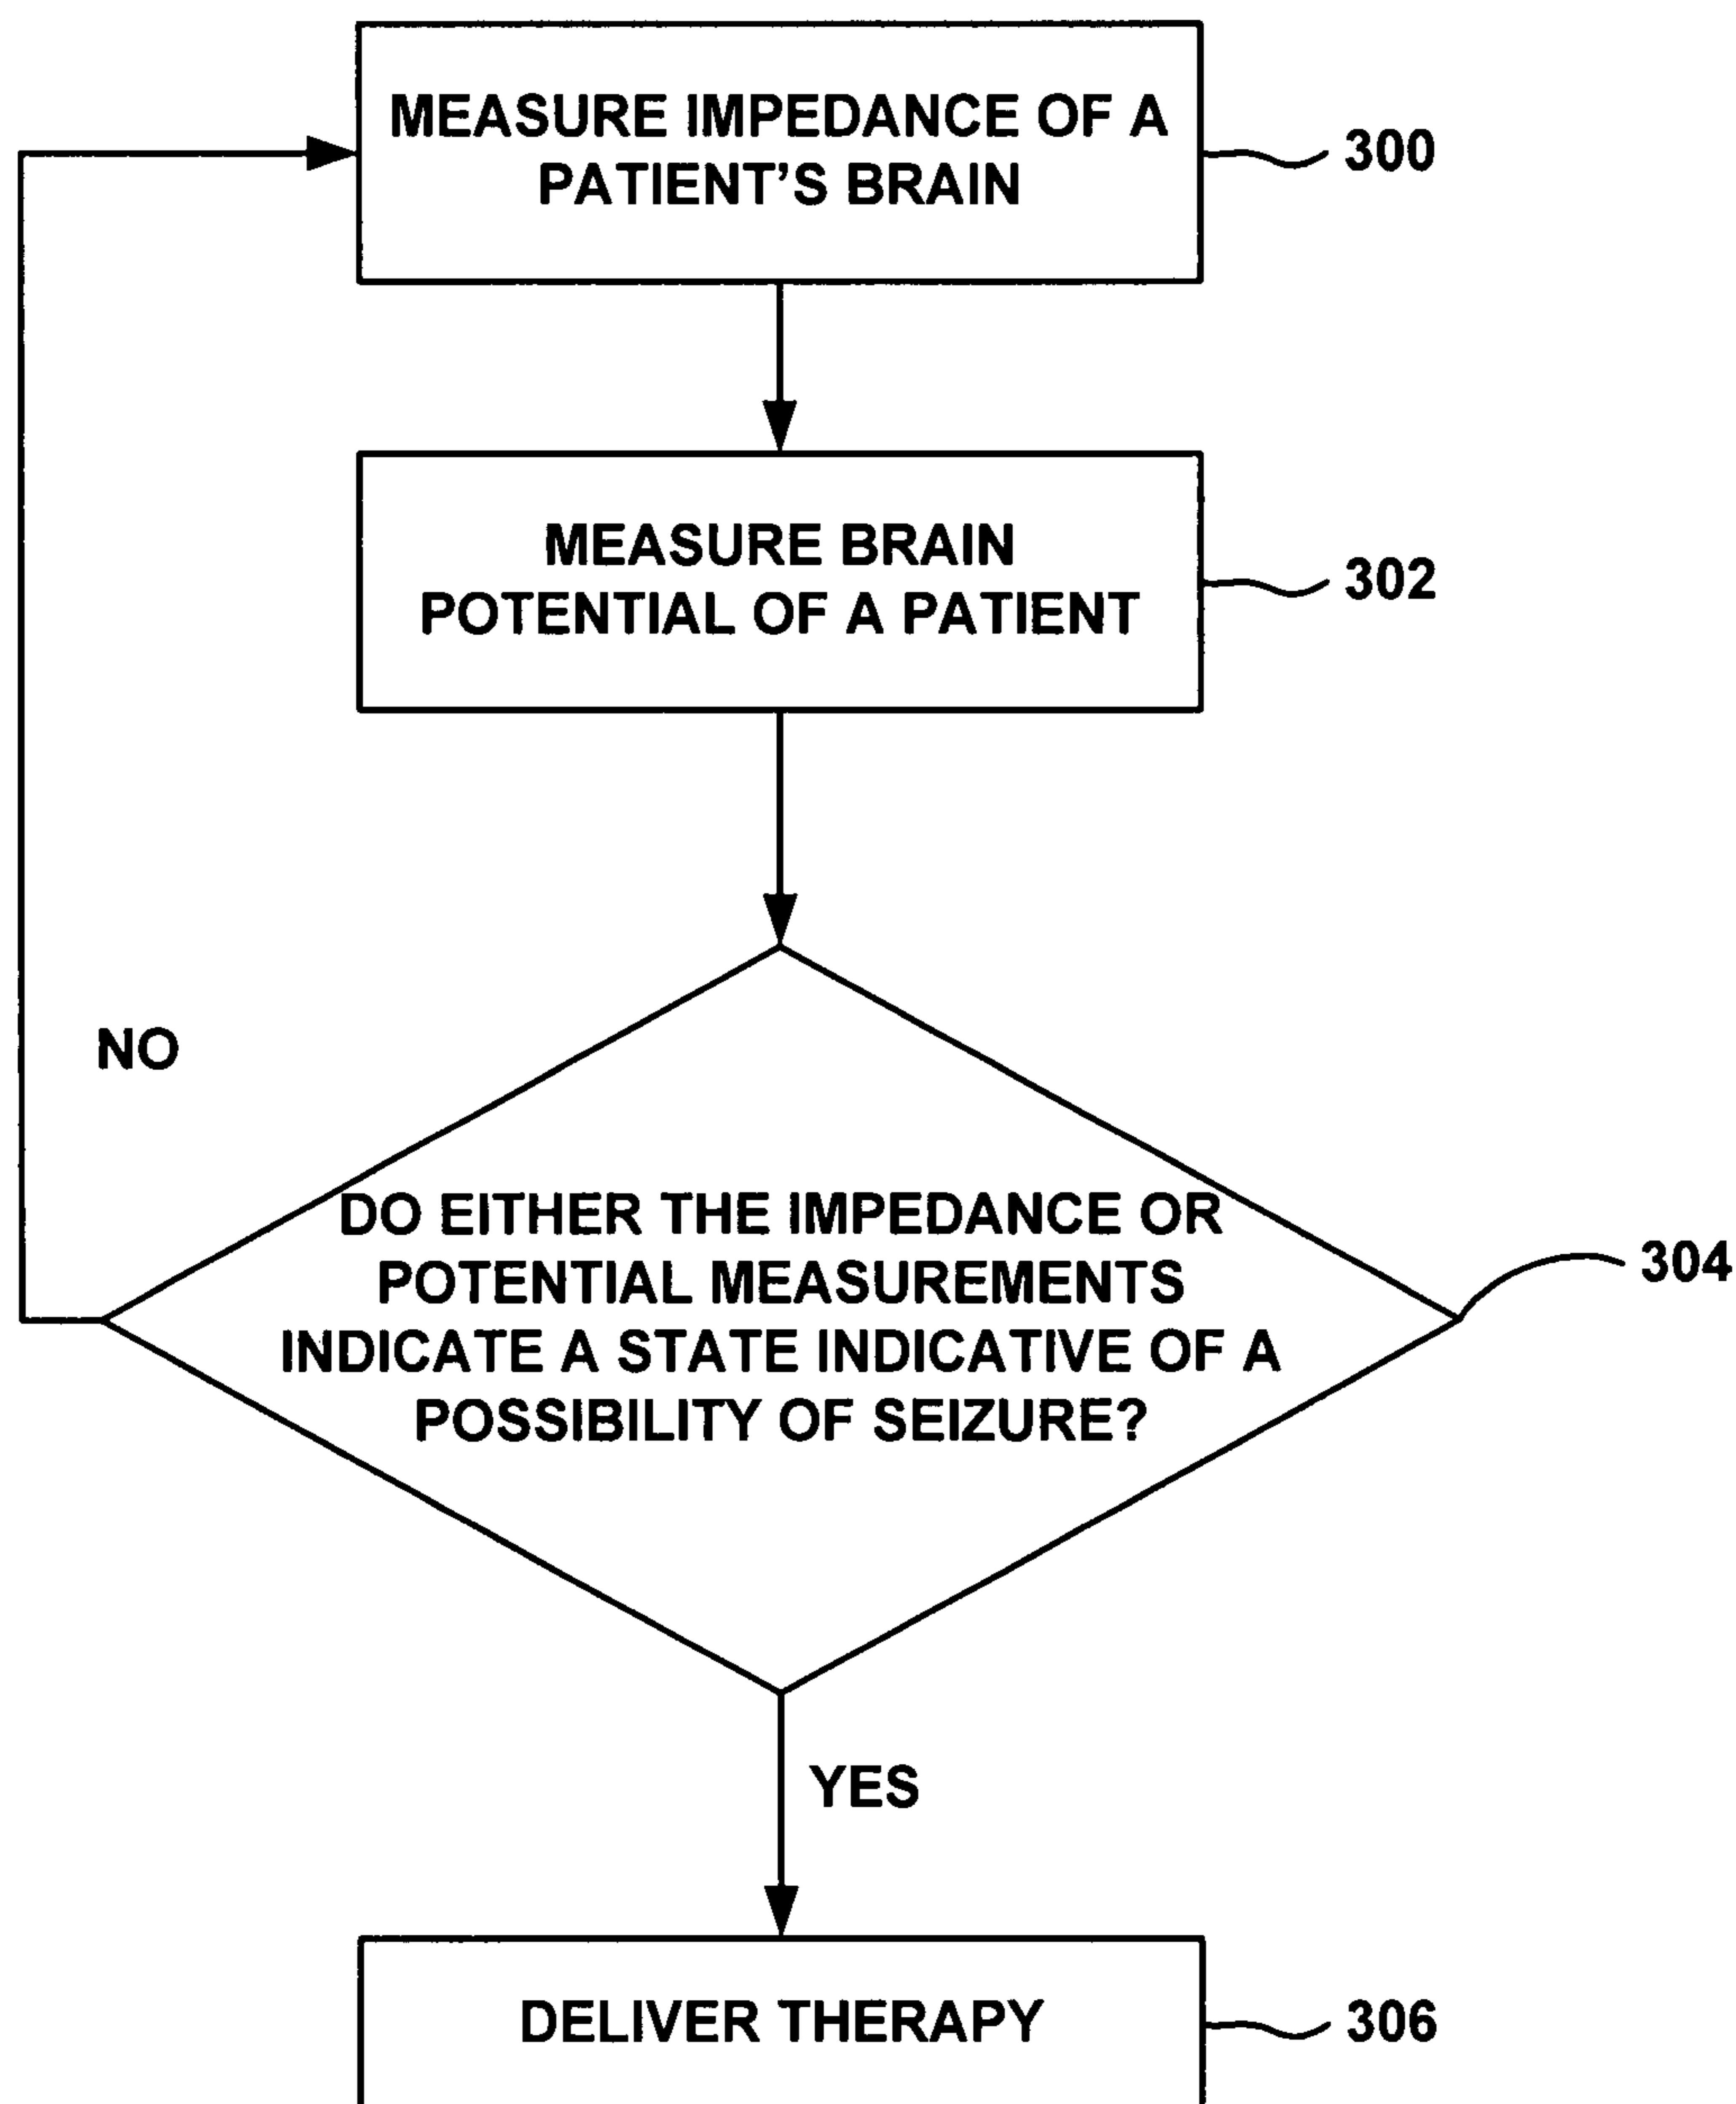 MEASURE IMPEDANCE OF A
PATIENT'S BRAIN
300
MEASURE BRAIN
POTENTIAL OF A PATIENT
302
NO
DO EITHER THE IMPEDANCE OR
POTENTIAL MEASUREMENTS
INDICATE A STATE INDICATIVE OF A
POSSIBILITY OF SEIZURE?
304
YES
DELIVER THERAPY
306